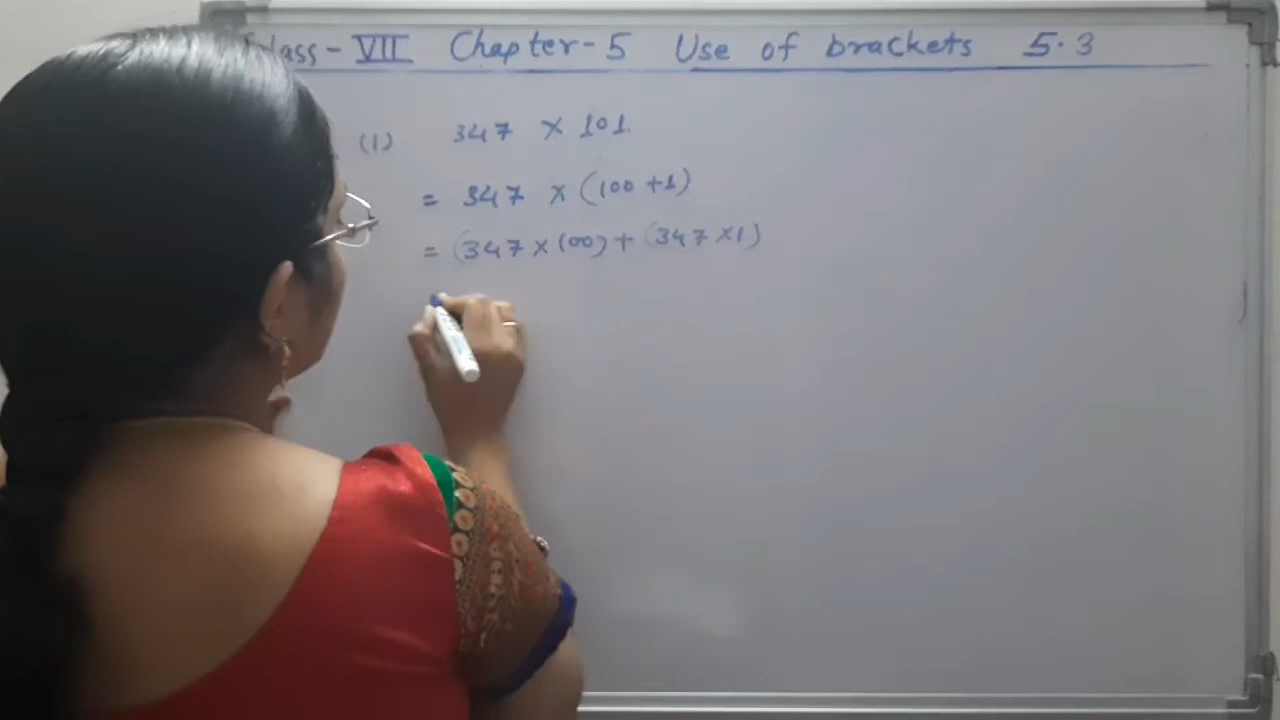 Class - VII Chapter - 5 Use of brackets 5.3
(1) 347 × 101
= 347 × (100 + 1)
= (347 × 100) + (347 × 1)